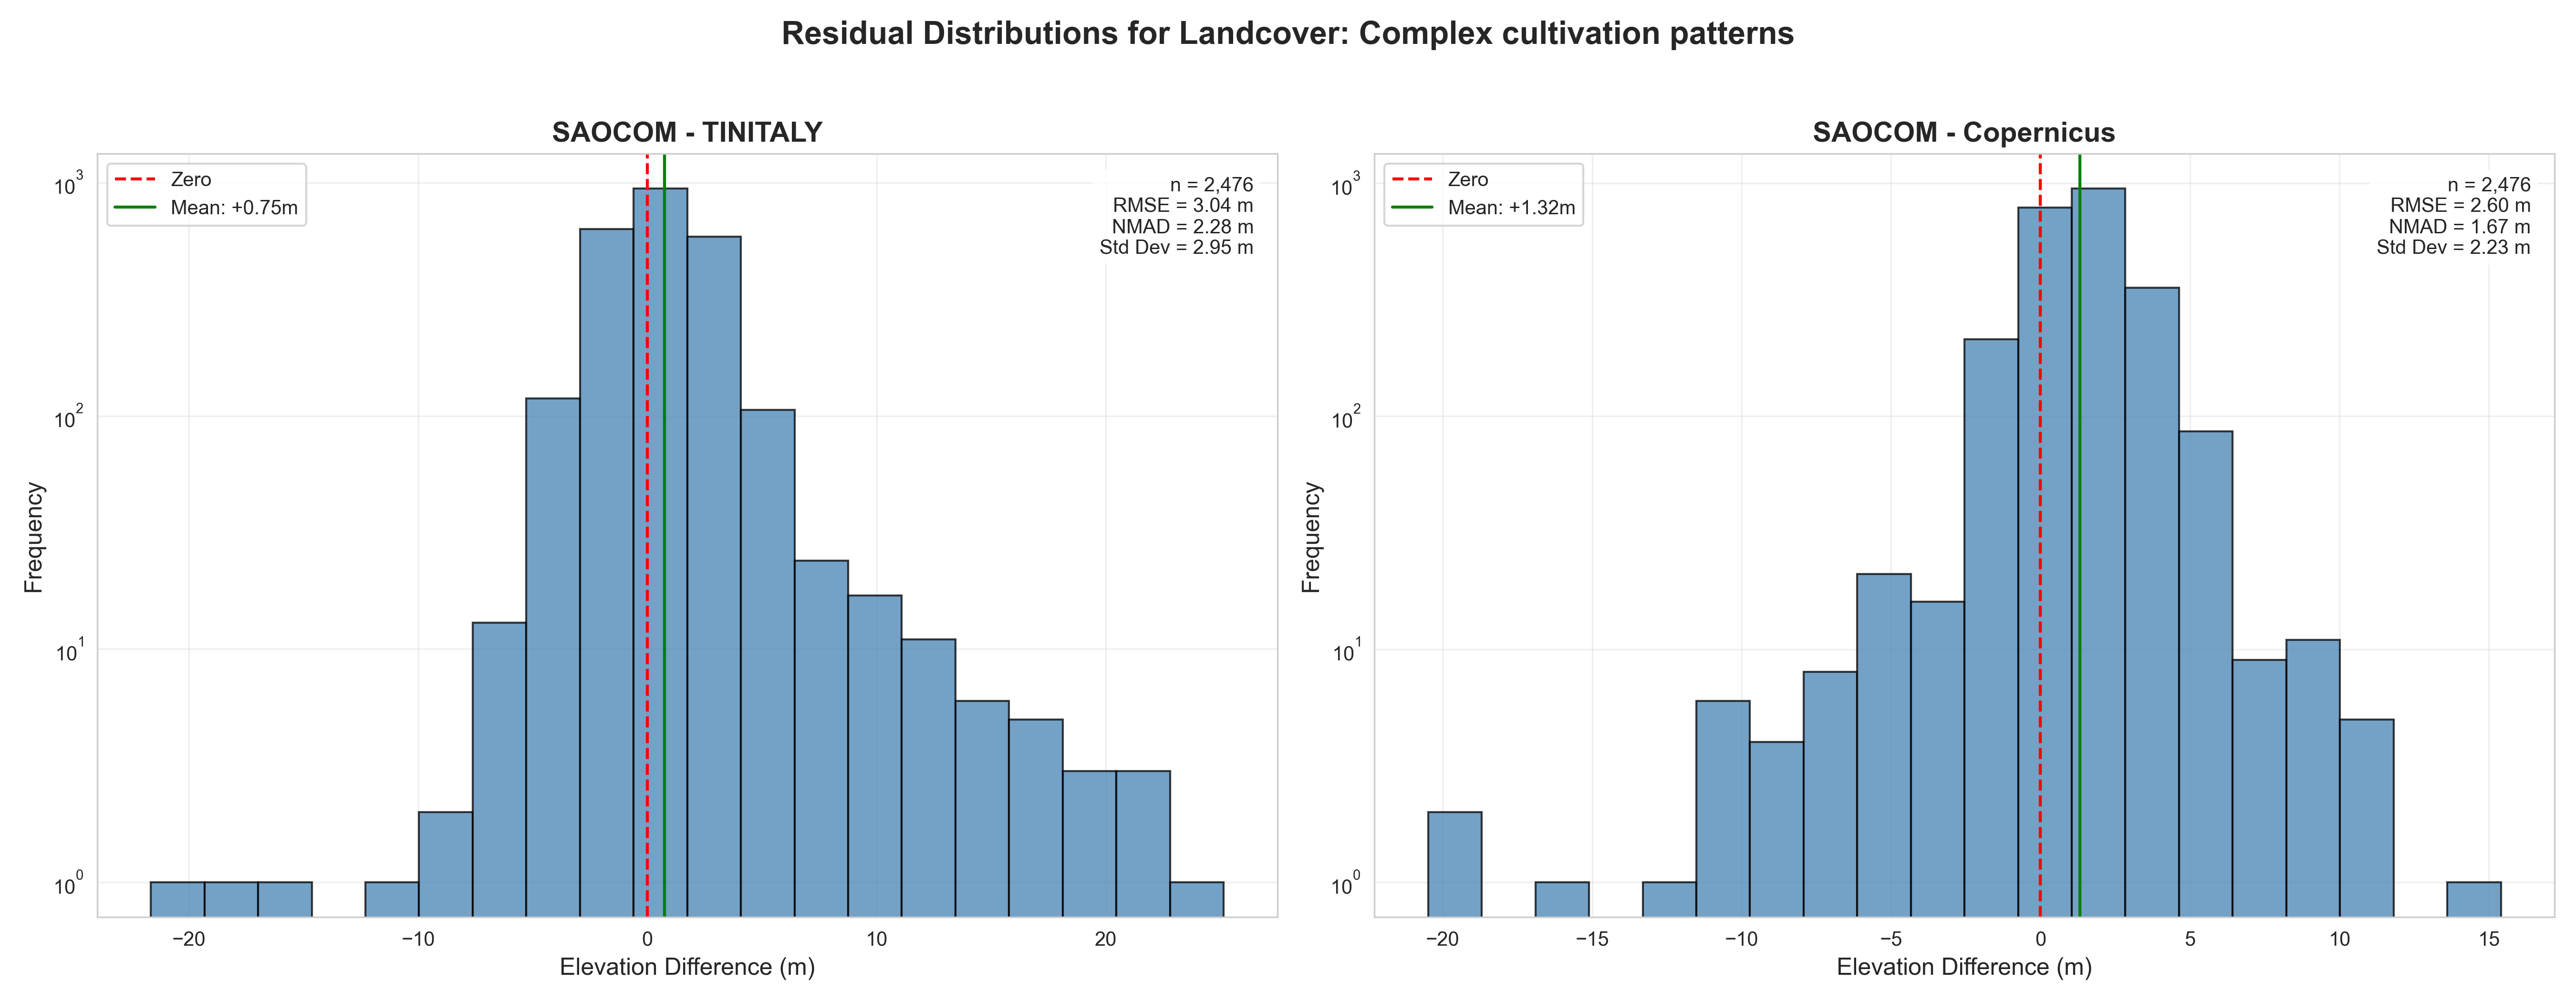 Residual Distributions for Landcover: Complex cultivation patterns
SAOCOM - TINITALY
Zero
Mean: +0.75m
n = 2,476
RMSE = 3.04 m
NMAD = 2.28 m
Std Dev = 2.95 m
10³
10²
10¹
10⁰
Frequency
−20
−10
0
10
20
Elevation Difference (m)
SAOCOM - Copernicus
Zero
Mean: +1.32m
n = 2,476
RMSE = 2.60 m
NMAD = 1.67 m
Std Dev = 2.23 m
10³
10²
10¹
10⁰
Frequency
−20
−15
−10
−5
0
5
10
15
Elevation Difference (m)